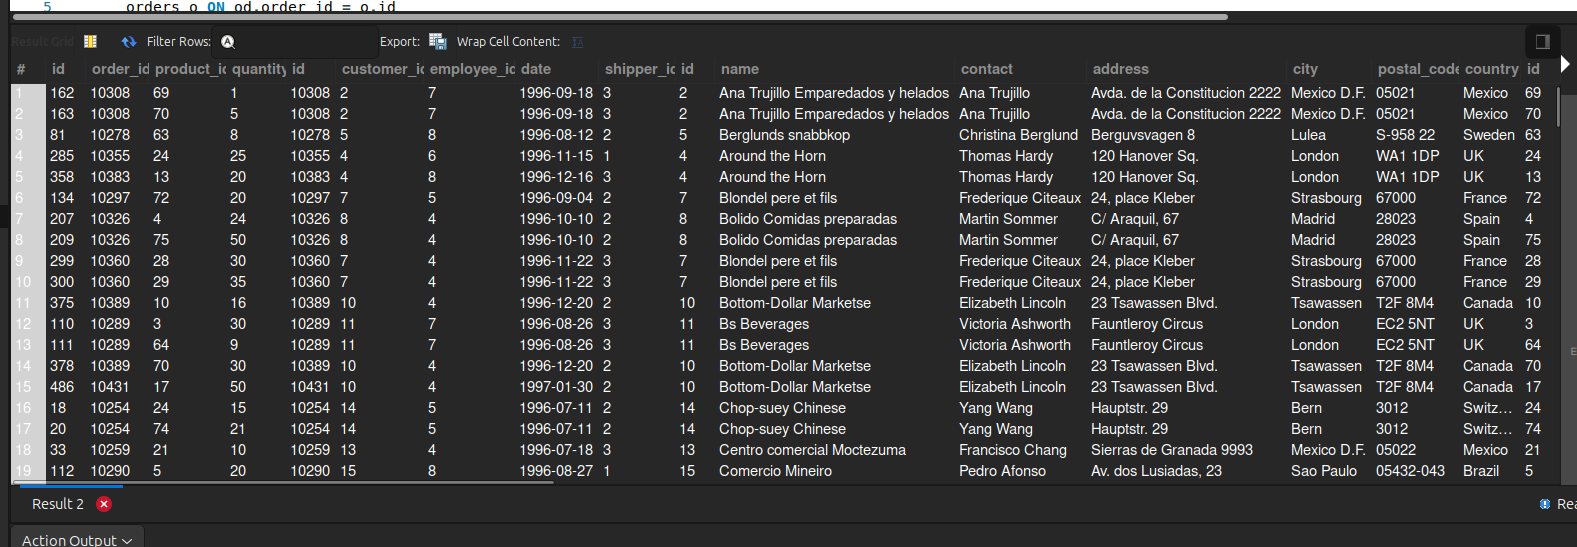 5 orders o ON od.order_id = o.id
Result Grid Filter Rows: Export: Wrap Cell Content:
# id order_id product_id quantity id customer_id employee_id date shipper_id id name contact address city postal_code country id
1 162 10308 69 1 10308 2 7 1996-09-18 3 2 Ana Trujillo Emparedados y helados Ana Trujillo Avda. de la Constitucion 2222 Mexico D.F. 05021 Mexico 69
2 163 10308 70 5 10308 2 7 1996-09-18 3 2 Ana Trujillo Emparedados y helados Ana Trujillo Avda. de la Constitucion 2222 Mexico D.F. 05021 Mexico 70
3 81 10278 63 8 10278 5 8 1996-08-12 2 5 Berglunds snabbkop Christina Berglund Berguvsvagen 8 Lulea S-958 22 Sweden 63
4 285 10355 24 25 10355 4 6 1996-11-15 1 4 Around the Horn Thomas Hardy 120 Hanover Sq. London WA1 1DP UK 24
5 358 10383 13 20 10383 4 8 1996-12-16 3 4 Around the Horn Thomas Hardy 120 Hanover Sq. London WA1 1DP UK 13
6 134 10297 72 20 10297 7 5 1996-09-04 2 7 Blondel pere et fils Frederique Citeaux 24, place Kleber Strasbourg 67000 France 72
7 207 10326 4 24 10326 8 4 1996-10-10 2 8 Bolido Comidas preparadas Martin Sommer C/ Araquil, 67 Madrid 28023 Spain 4
8 209 10326 75 50 10326 8 4 1996-10-10 2 8 Bolido Comidas preparadas Martin Sommer C/ Araquil, 67 Madrid 28023 Spain 75
9 299 10360 28 30 10360 7 4 1996-11-22 3 7 Blondel pere et fils Frederique Citeaux 24, place Kleber Strasbourg 67000 France 28
10 300 10360 29 35 10360 7 4 1996-11-22 3 7 Blondel pere et fils Frederique Citeaux 24, place Kleber Strasbourg 67000 France 29
11 375 10389 10 16 10389 10 4 1996-12-20 2 10 Bottom-Dollar Marketse Elizabeth Lincoln 23 Tsawassen Blvd. Tsawassen T2F 8M4 Canada 10
12 110 10289 3 30 10289 11 7 1996-08-26 3 11 Bs Beverages Victoria Ashworth Fauntleroy Circus London EC2 5NT UK 3
13 111 10289 64 9 10289 11 7 1996-08-26 3 11 Bs Beverages Victoria Ashworth Fauntleroy Circus London EC2 5NT UK 64
14 378 10389 70 30 10389 10 4 1996-12-20 2 10 Bottom-Dollar Marketse Elizabeth Lincoln 23 Tsawassen Blvd. Tsawassen T2F 8M4 Canada 70
15 486 10431 17 50 10431 10 4 1997-01-30 2 10 Bottom-Dollar Marketse Elizabeth Lincoln 23 Tsawassen Blvd. Tsawassen T2F 8M4 Canada 17
16 18 10254 24 15 10254 14 5 1996-07-11 2 14 Chop-suey Chinese Yang Wang Hauptstr. 29 Bern 3012 Switz... 24
17 20 10254 74 21 10254 14 5 1996-07-11 2 14 Chop-suey Chinese Yang Wang Hauptstr. 29 Bern 3012 Switz... 74
18 33 10259 21 10 10259 13 4 1996-07-18 3 13 Centro comercial Moctezuma Francisco Chang Sierras de Granada 9993 Mexico D.F. 05022 Mexico 21
19 112 10290 5 20 10290 15 8 1996-08-27 1 15 Comercio Mineiro Pedro Afonso Av. dos Lusiadas, 23 Sao Paulo 05432-043 Brazil 5
Result 2 Rea
Action Output